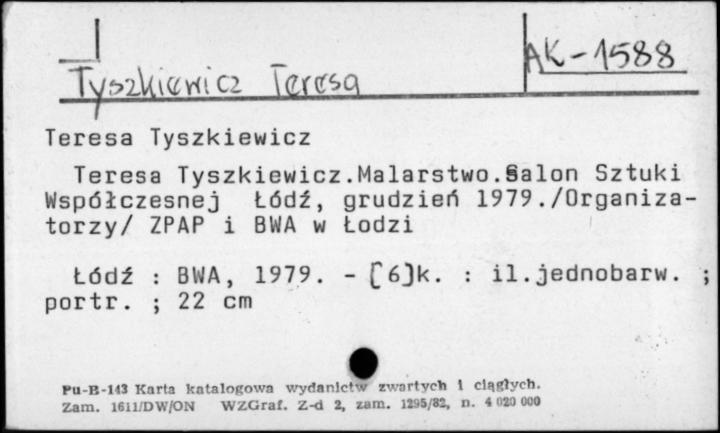 AK-1588
Tyszkiewicz Teresa
Teresa Tyszkiewicz
Teresa Tyszkiewicz.Malarstwo.Salon Sztuki
Współczesnej Łódź, grudzień 1979./Organiza-
torzy/ ZPAP i BWA w Łodzi
Łódź : BWA, 1979. - [6]k. : il.jednobarw. ;
portr. ; 22 cm
Pu-B-143 Karta katalogowa wydanictw zwartych i ciągłych.
Zam. 1611/DW/ON WZGraf. Z-d 2, zam. 1295/82, n. 4 020 000